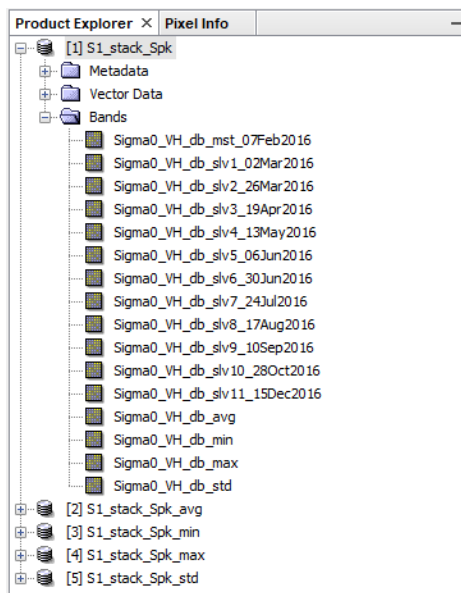 Product Explorer × Pixel Info
[1] S1_stack_Spk
Metadata
Vector Data
Bands
Sigma0_VH_db_mst_07Feb2016
Sigma0_VH_db_slv1_02Mar2016
Sigma0_VH_db_slv2_26Mar2016
Sigma0_VH_db_slv3_19Apr2016
Sigma0_VH_db_slv4_13May2016
Sigma0_VH_db_slv5_06Jun2016
Sigma0_VH_db_slv6_30Jun2016
Sigma0_VH_db_slv7_24Jul2016
Sigma0_VH_db_slv8_17Aug2016
Sigma0_VH_db_slv9_10Sep2016
Sigma0_VH_db_slv10_28Oct2016
Sigma0_VH_db_slv11_15Dec2016
Sigma0_VH_db_avg
Sigma0_VH_db_min
Sigma0_VH_db_max
Sigma0_VH_db_std
[2] S1_stack_Spk_avg
[3] S1_stack_Spk_min
[4] S1_stack_Spk_max
[5] S1_stack_Spk_std